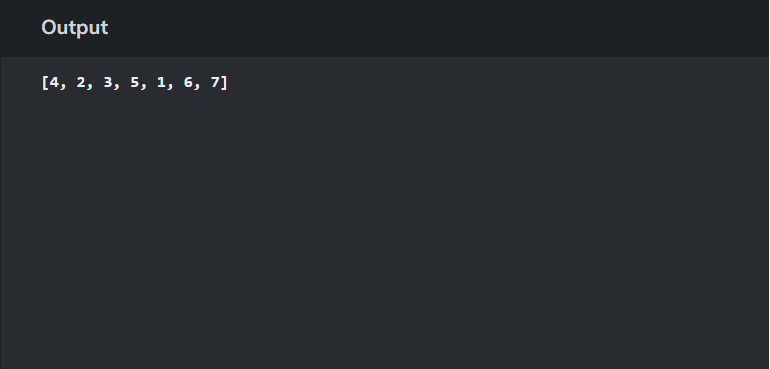 Output
[4, 2, 3, 5, 1, 6, 7]